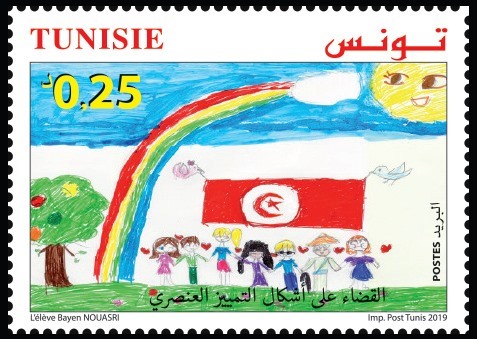 TUNISIE تونس
0,25 د
POSTES البريد
القضاء على أشكال التمييز العنصري
L'élève Bayen NOUASRI
Imp. Post Tunis 2019